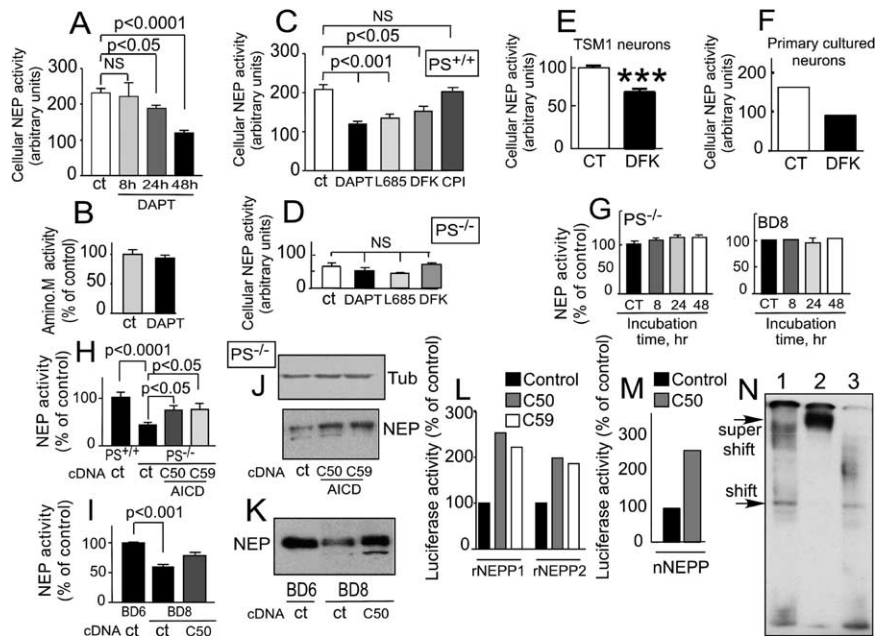 A
p<0.0001
p<0.05
NS
Cellular NEP activity
(arbitrary units)
300
200
100
0
ct 8h 24h 48h
DAPT
B
Amino.M activity
(% of control)
100
50
0
ct DAPT
C
NS
p<0.05
p<0.001
PS+/+
Cellular NEP activity
(arbitrary units)
300
200
100
0
ct DAPT L685 DFK CPI
D
PS-/-
NS
Cellular NEP activity
(arbitrary units)
100
0
ct DAPT L685 DFK
E
TSM1 neurons
***
Cellular NEP activity
(arbitrary units)
100
50
0
CT DFK
F
Primary cultured
neurons
Cellular NEP activity
(arbitrary units)
200
100
0
CT DFK
G
PS-/-
BD8
NEP activity
(% of control)
100
50
0
CT 8 24 48
Incubation
time, hr
100
50
0
CT 8 24 48
Incubation
time, hr
H
p<0.0001
p<0.05
p<0.05
NEP activity
(% of control)
100
50
0
PS+/+ PS-/-
cDNA ct ct C50 C59
AICD
I
p<0.001
NEP activity
(% of control)
100
50
0
BD6 BD8
cDNA ct ct C50
PS-/-
J
Tub
NEP
cDNA ct C50 C59
AICD
K
NEP
BD6 BD8
cDNA ct ct C50
L
Control
C50
C59
Luciferase activity (% of control)
300
200
100
0
rNEPP1 rNEPP2
M
Control
C50
Luciferase activity (% of control)
300
200
100
0
nNEPP
N
1 2 3
super
shift
shift